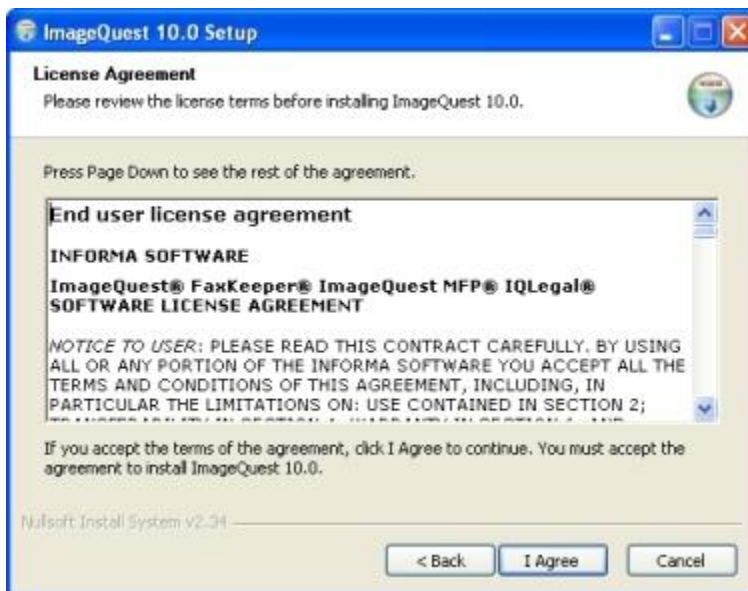 ImageQuest 10.0 Setup
License Agreement
Please review the license terms before installing ImageQuest 10.0.
Press Page Down to see the rest of the agreement.
End user license agreement
INFORMA SOFTWARE
ImageQuest® FaxKeeper® ImageQuest MFP® IQLegal®
SOFTWARE LICENSE AGREEMENT
NOTICE TO USER: PLEASE READ THIS CONTRACT CAREFULLY. BY USING
ALL OR ANY PORTION OF THE INFORMA SOFTWARE YOU ACCEPT ALL THE
TERMS AND CONDITIONS OF THIS AGREEMENT, INCLUDING, IN
PARTICULAR THE LIMITATIONS ON: USE CONTAINED IN SECTION 2;
If you accept the terms of the agreement, click I Agree to continue. You must accept the
agreement to install ImageQuest 10.0.
Nullsoft Install System v2.34
< Back
I Agree
Cancel